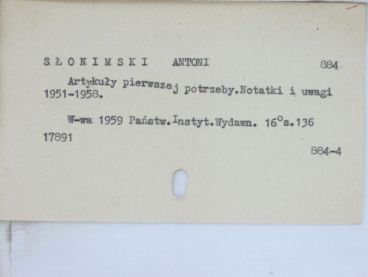 SŁONIMSKI ANTONI 884
Artykuły pierwszej potrzeby.Notatki i uwagi
1951-1958.
W-wa 1959 Państw.Instyt.Wydawn. 16°s.136
17891
884-4